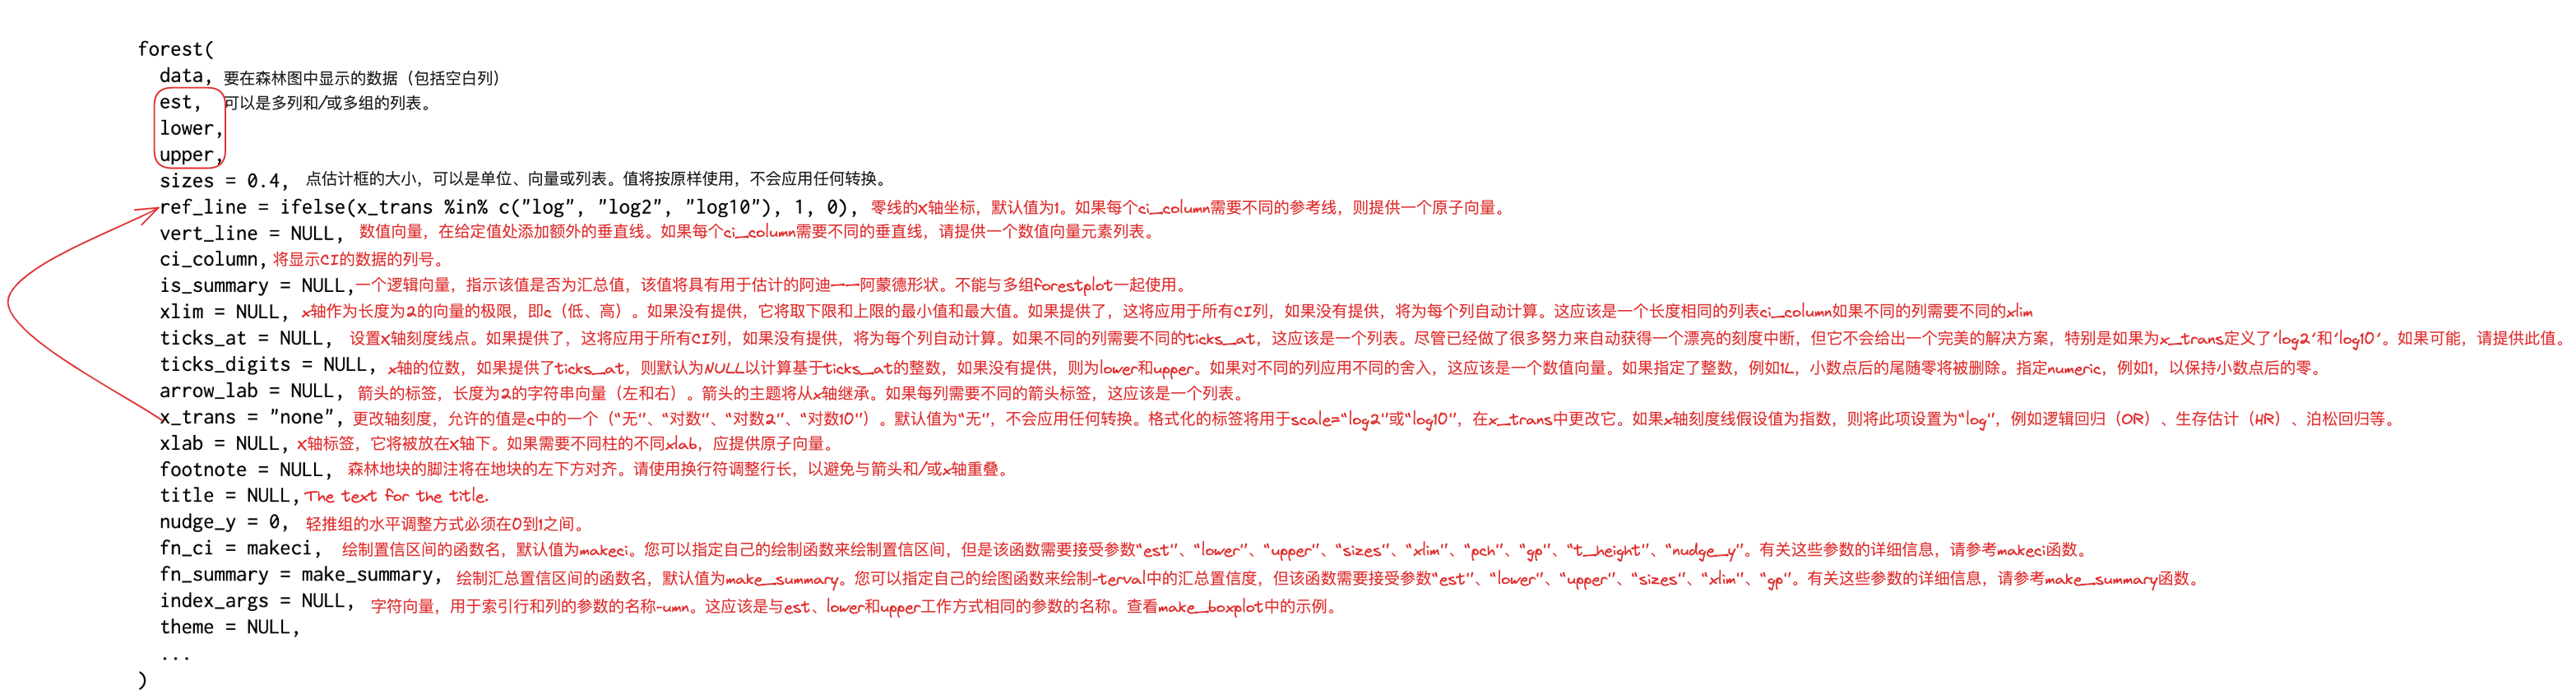 forest(
data, 要在森林图中显示的数据（包括空白列）
est, 可以是多列和/或多组的列表。
lower,
upper,
sizes = 0.4, 点估计框的大小，可以是单位、向量或列表。值将按原样使用，不会应用任何转换。
ref_line = ifelse(x_trans %in% c("log", "log2", "log10"), 1, 0), 零线的X轴坐标，默认值为1。如果每个ci_column需要不同的参考线，则提供一个原子向量。
vert_line = NULL, 数值向量，在给定值处添加额外的垂直线。如果每个ci_column需要不同的垂直线，请提供一个数值向量元素列表。
ci_column, 将显示CI的数据的列号。
is_summary = NULL, 一个逻辑向量，指示该值是否为汇总值，该值将具有用于估计的阿迪一一阿蒙德形状。不能与多组forestplot一起使用。
xlim = NULL, x轴作为长度为2的向量的极限，即c（低、高）。如果没有提供，它将取下限和上限的最小值和最大值。如果提供了，这将应用于所有CI列，如果没有提供，将为每个列自动计算。这应该是一个长度相同的列表ci_column如果不同的列需要不同的xlim
ticks_at = NULL, 设置X轴刻度线点。如果提供了，这将应用于所有CI列，如果没有提供，将为每个列自动计算。如果不同的列需要不同的ticks_at，这应该是一个列表。尽管已经做了很多努力来自动获得一个漂亮的刻度中断，但它不会给出一个完美的解决方案，特别是如果为x_trans定义了'log2'和'log10'。如果可能，请提供此值。
ticks_digits = NULL, x轴的位数，如果提供了ticks_at，则默认为NULL以计算基于ticks_at的整数，如果没有提供，则为lower和upper。如果对不同的列应用不同的舍入，这应该是一个数值向量。如果指定了整数，例如1L，小数点后的尾随零将被删除。指定numeric，例如1，以保持小数点后的零。
arrow_lab = NULL, 箭头的标签，长度为2的字符串向量（左和右）。箭头的主题将从x轴继承。如果每列需要不同的箭头标签，这应该是一个列表。
x_trans = "none", 更改轴刻度，允许的值是c中的一个（“无”、“对数”、“对数2”、“对数10”）。默认值为“无”，不会应用任何转换。格式化的标签将用于scale=“log2”或“log10”，在x_trans中更改它。如果x轴刻度线假设值为指数，则将此项设置为“log”，例如逻辑回归（OR）、生存估计（HR）、泊松回归等。
xlab = NULL, X轴标签，它将被放在X轴下。如果需要不同柱的不同xlab，应提供原子向量。
footnote = NULL, 森林地块的脚注将在地块的左下方对齐。请使用换行符调整行长，以避免与箭头和/或x轴重叠。
title = NULL, The text for the title.
nudge_y = 0, 轻推组的水平调整方式必须在0到1之间。
fn_ci = makeci, 绘制置信区间的函数名，默认值为makeci。您可以指定自己的绘制函数来绘制置信区间，但是该函数需要接受参数“est”、“lower”、“upper”、“sizes”、“xlim”、“pch”、“gp”、“t_height”、“nudge_y”。有关这些参数的详细信息，请参考makeci函数。
fn_summary = make_summary, 绘制汇总置信区间的函数名，默认值为make_summary。您可以指定自己的绘图函数来绘制-terval中的汇总置信度，但该函数需要接受参数“est”、“lower”、“upper”、“sizes”、“xlim”、“gp”。有关这些参数的详细信息，请参考make_summary函数。
index_args = NULL, 字符向量，用于索引行和列的参数的名称-umn。这应该是与est、lower和upper工作方式相同的参数的名称。查看make_boxplot中的示例。
theme = NULL,
...
)